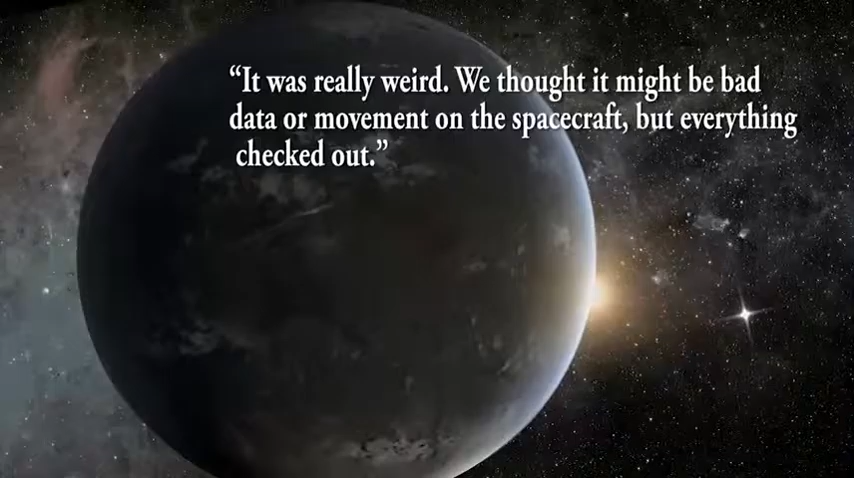 “It was really weird. We thought it might be bad
data or movement on the spacecraft, but everything
checked out.”